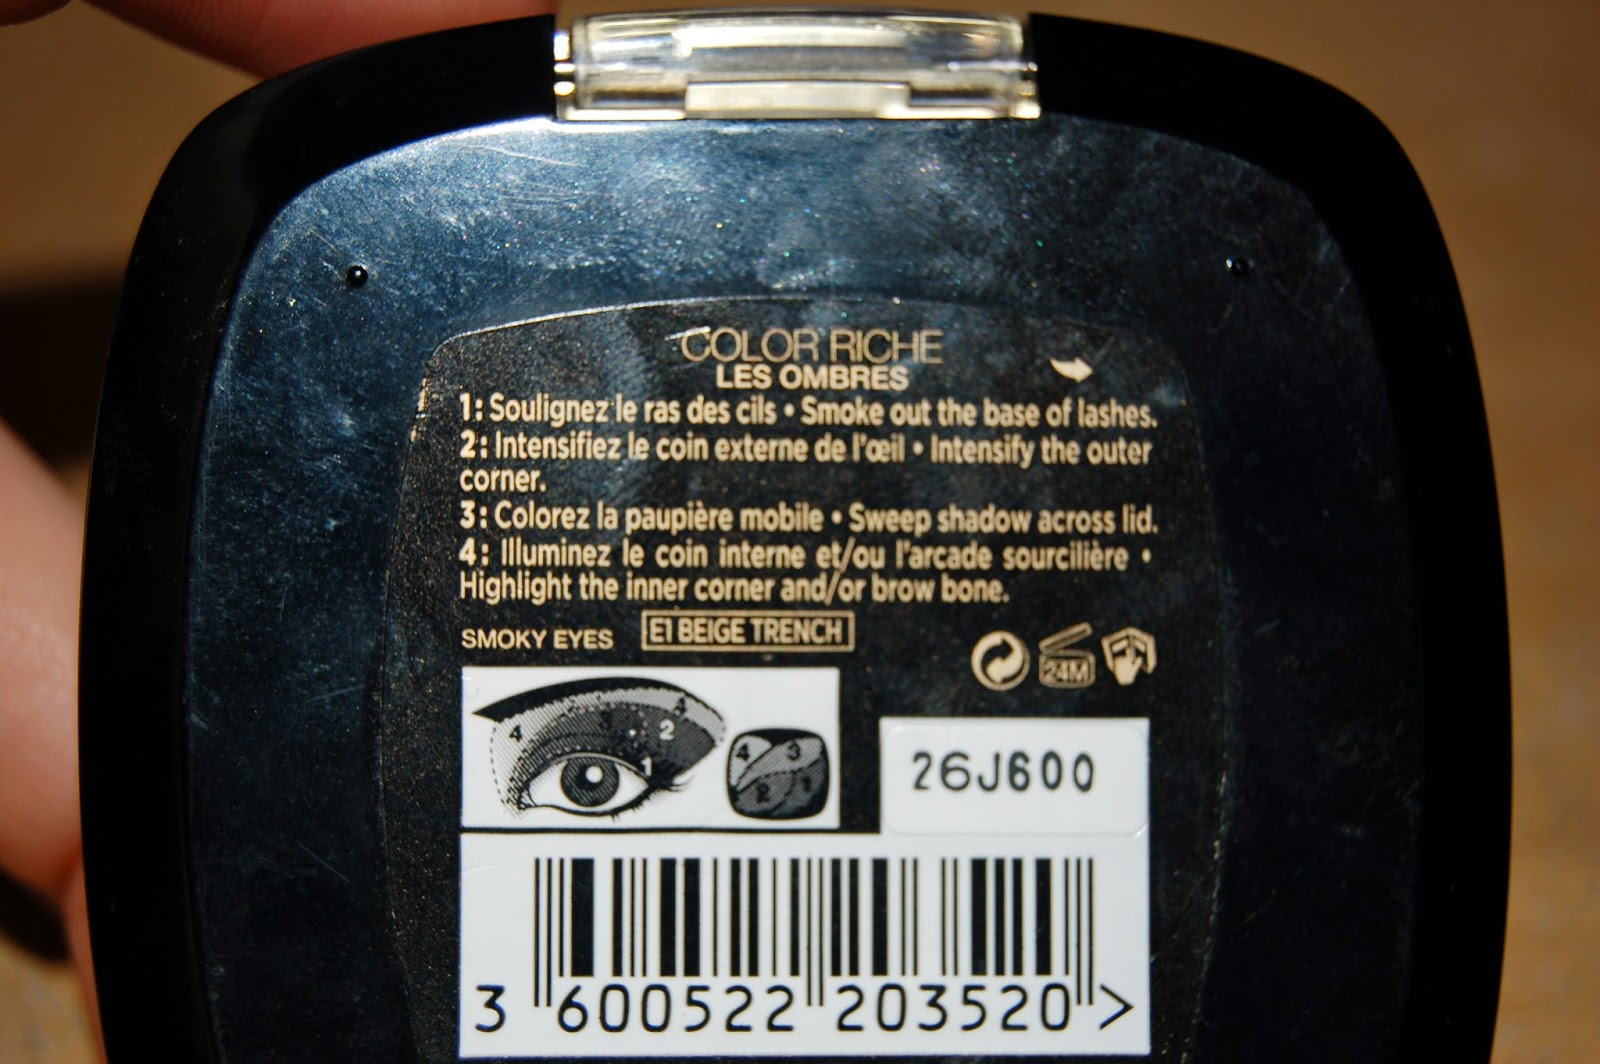 COLOR RICHE
LES OMBRES
1: Soulignez le ras des cils • Smoke out the base of lashes.
2: Intensifiez le coin externe de l'œil • Intensify the outer
corner.
3: Colorez la paupière mobile • Sweep shadow across lid.
4: Illuminez le coin interne et/ou l'arcade sourcilière •
Highlight the inner corner and/or brow bone.
SMOKY EYES E1 BEIGE TRENCH
24M
4 4 2 1
4 3 2 1
26J600
3 600522 203520 >